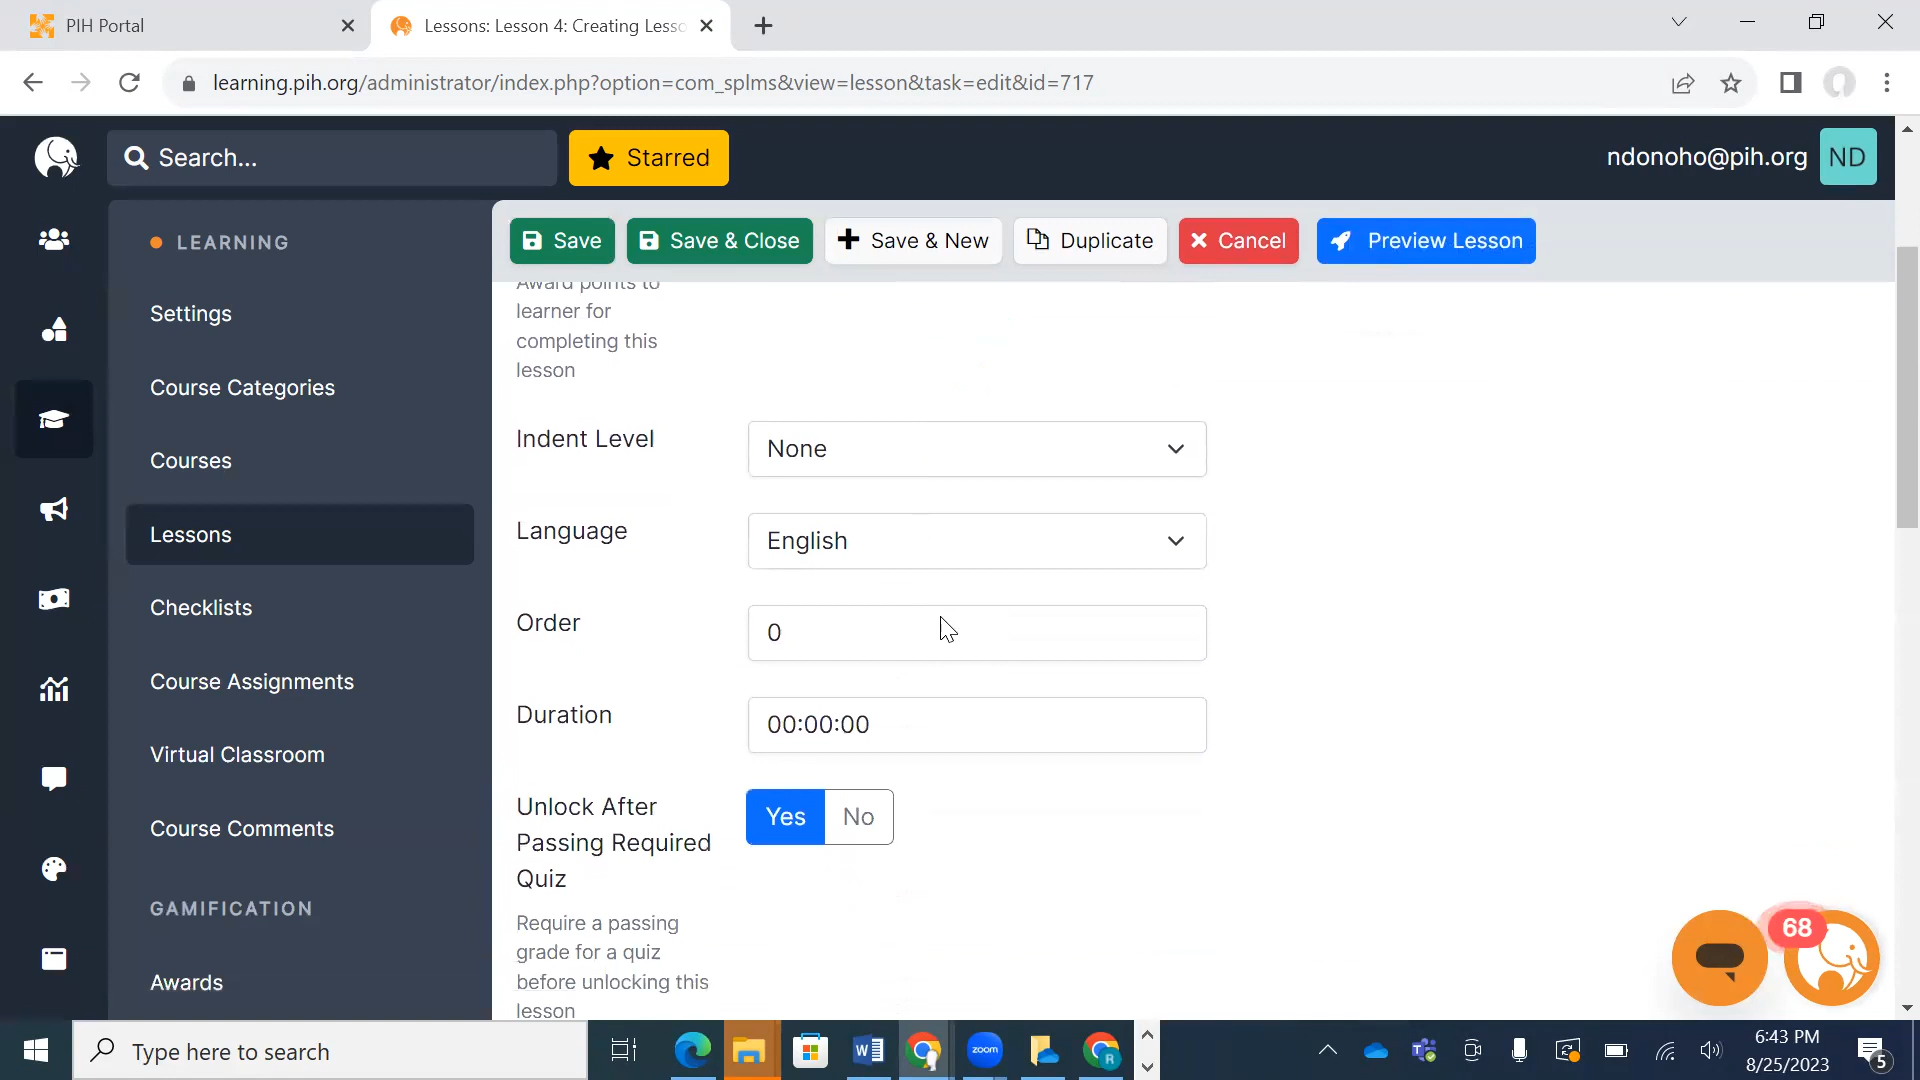 PIH Portal
Lessons: Lesson 4: Creating Lesso
learning.pih.org/administrator/index.php?option=com_splms&view=lesson&task=edit&id=717
Search...
Starred
ndonoho@pih.org
ND
LEARNING
Settings
Course Categories
Courses
Lessons
Checklists
Course Assignments
Virtual Classroom
Course Comments
GAMIFICATION
Awards
Save
Save & Close
Save & New
Duplicate
Cancel
Preview Lesson
Award points to
learner for
completing this
lesson
Indent Level
None
Language
English
Order
0
Duration
00:00:00
Unlock After
Passing Required
Quiz
Yes
No
Require a passing
grade for a quiz
before unlocking this
lesson
68
Type here to search
zoom
R
6:43 PM
8/25/2023
5